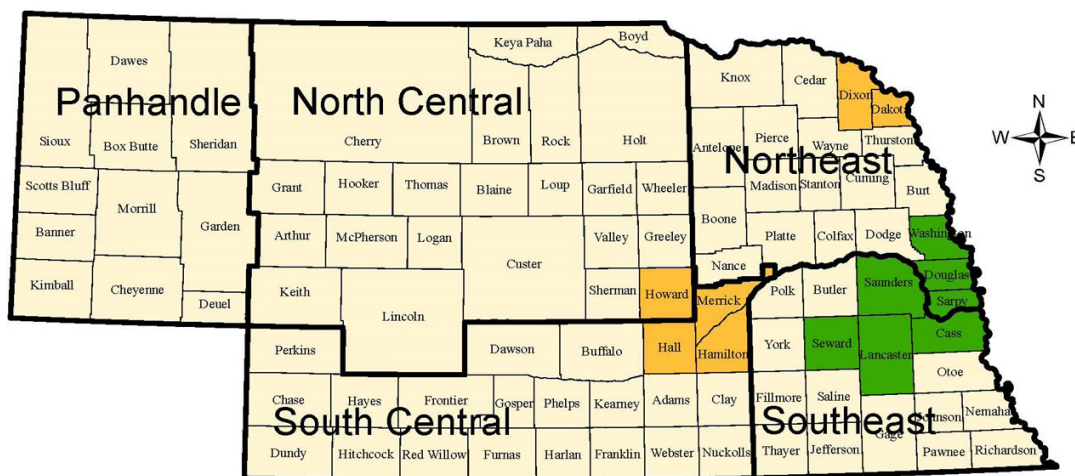 Keya Paha
Boyd
Dawes
Knox
Cedar
Dixon
Dakota
N
W
E
S
Panhandle
North Central
Northeast
Sioux
Box Butte
Sheridan
Cherry
Brown
Rock
Holt
Antelope
Pierce
Wayne
Thurston
Scotts Bluff
Morrill
Garden
Grant
Hooker
Thomas
Blaine
Loup
Garfield
Wheeler
Madison
Stanton
Cuming
Burt
Banner
Arthur
McPherson
Logan
Custer
Valley
Greeley
Boone
Platte
Colfax
Dodge
Washington
Nance
Kimball
Cheyenne
Deuel
Keith
Lincoln
Sherman
Howard
Merrick
Polk
Butler
Saunders
Douglas
Sarpy
Perkins
Dawson
Buffalo
Hall
Hamilton
York
Seward
Lancaster
Cass
Otoe
Chase
Hayes
Frontier
Gosper
Phelps
Kearney
Adams
Clay
Fillmore
Saline
Johnson
Nemaha
South Central
Southeast
Dundy
Hitchcock
Red Willow
Furnas
Harlan
Franklin
Webster
Nuckolls
Thayer
Jefferson
Gage
Pawnee
Richardson